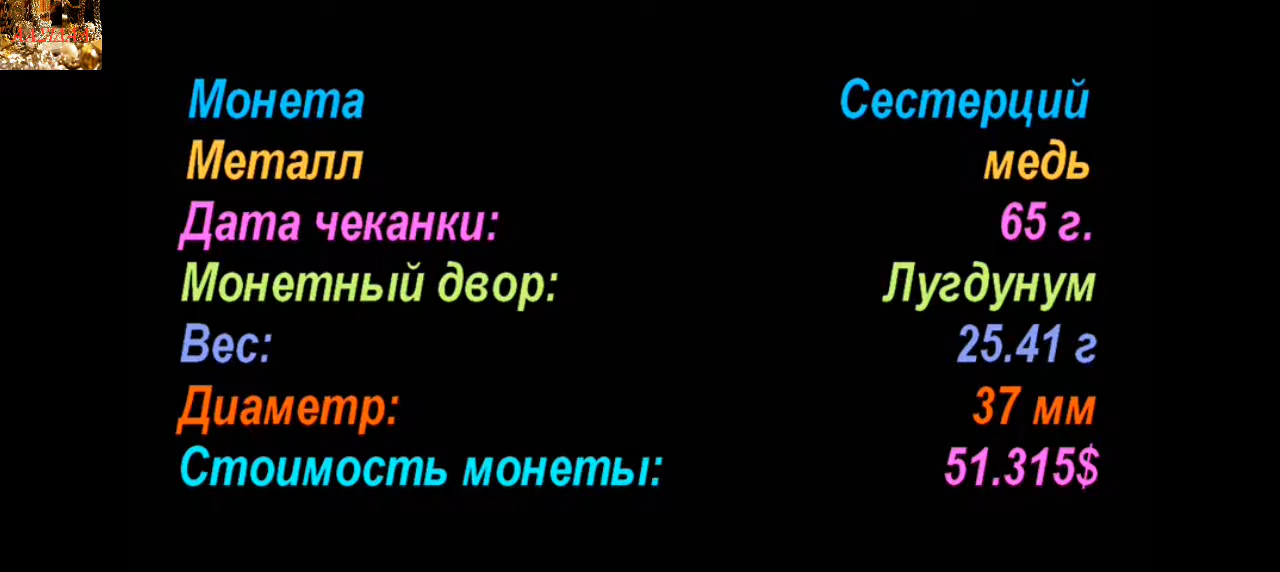 Монета Сестерций
Металл медь
Дата чеканки: 65 г.
Монетный двор: Лугдунум
Вес: 25.41 г
Диаметр: 37 мм
Стоимость монеты: 51.315$